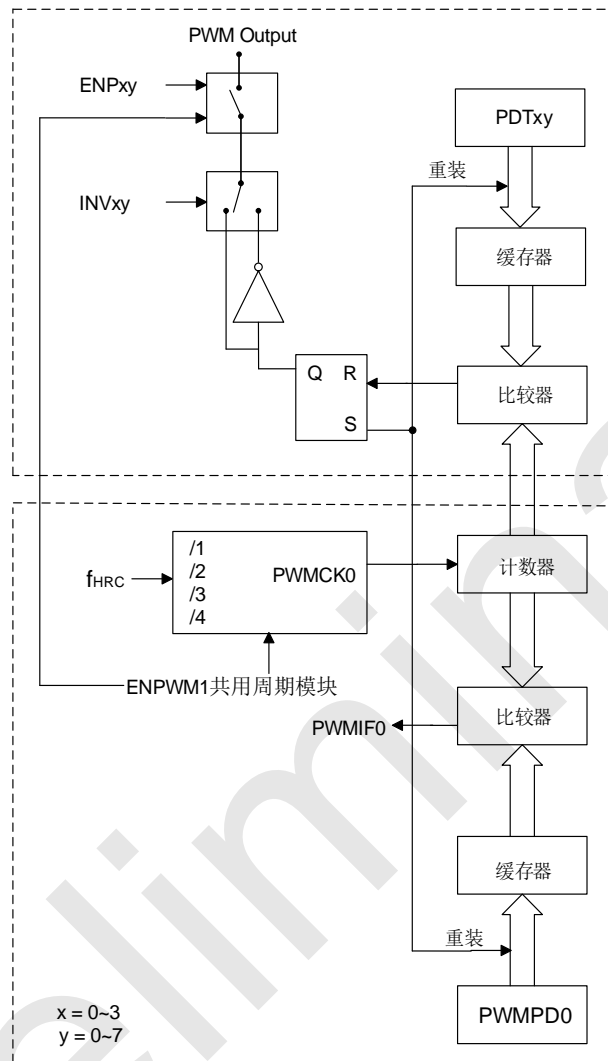 PWM Output
ENPxy
PDTxy
重装
INVxy
缓存器
Q R
S
比较器
/1
/2
/3
/4
fHRC
PWMCK0
计数器
ENPWM1共用周期模块
PWMIF0
比较器
缓存器
重装
PWMPD0
x = 0~3
y = 0~7